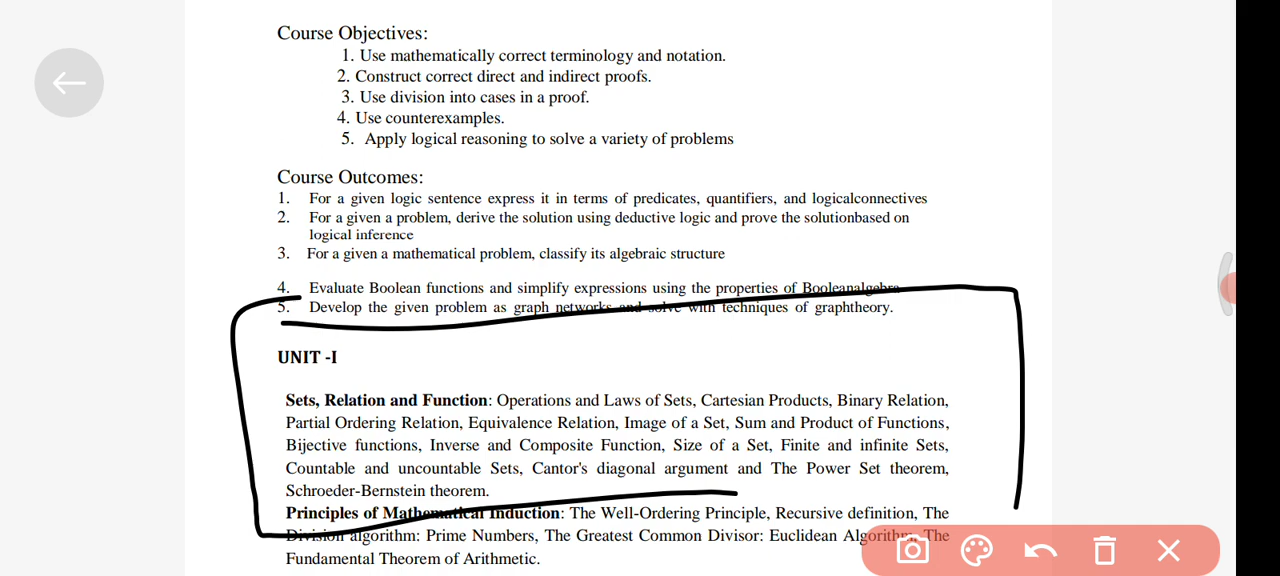 Course Objectives:
1. Use mathematically correct terminology and notation.
2. Construct correct direct and indirect proofs.
3. Use division into cases in a proof.
4. Use counterexamples.
5. Apply logical reasoning to solve a variety of problems
Course Outcomes:
1. For a given logic sentence express it in terms of predicates, quantifiers, and logicalconnectives
2. For a given a problem, derive the solution using deductive logic and prove the solutionbased on
logical inference
3. For a given a mathematical problem, classify its algebraic structure
4. Evaluate Boolean functions and simplify expressions using the properties of Booleanalgebra
5. Develop the given problem as graph networks and solve with techniques of graphtheory.
UNIT -I
Sets, Relation and Function: Operations and Laws of Sets, Cartesian Products, Binary Relation,
Partial Ordering Relation, Equivalence Relation, Image of a Set, Sum and Product of Functions,
Bijective functions, Inverse and Composite Function, Size of a Set, Finite and infinite Sets,
Countable and uncountable Sets, Cantor's diagonal argument and The Power Set theorem,
Schroeder-Bernstein theorem.
Principles of Mathematical Induction: The Well-Ordering Principle, Recursive definition, The
Division algorithm: Prime Numbers, The Greatest Common Divisor: Euclidean Algorithm, The
Fundamental Theorem of Arithmetic.